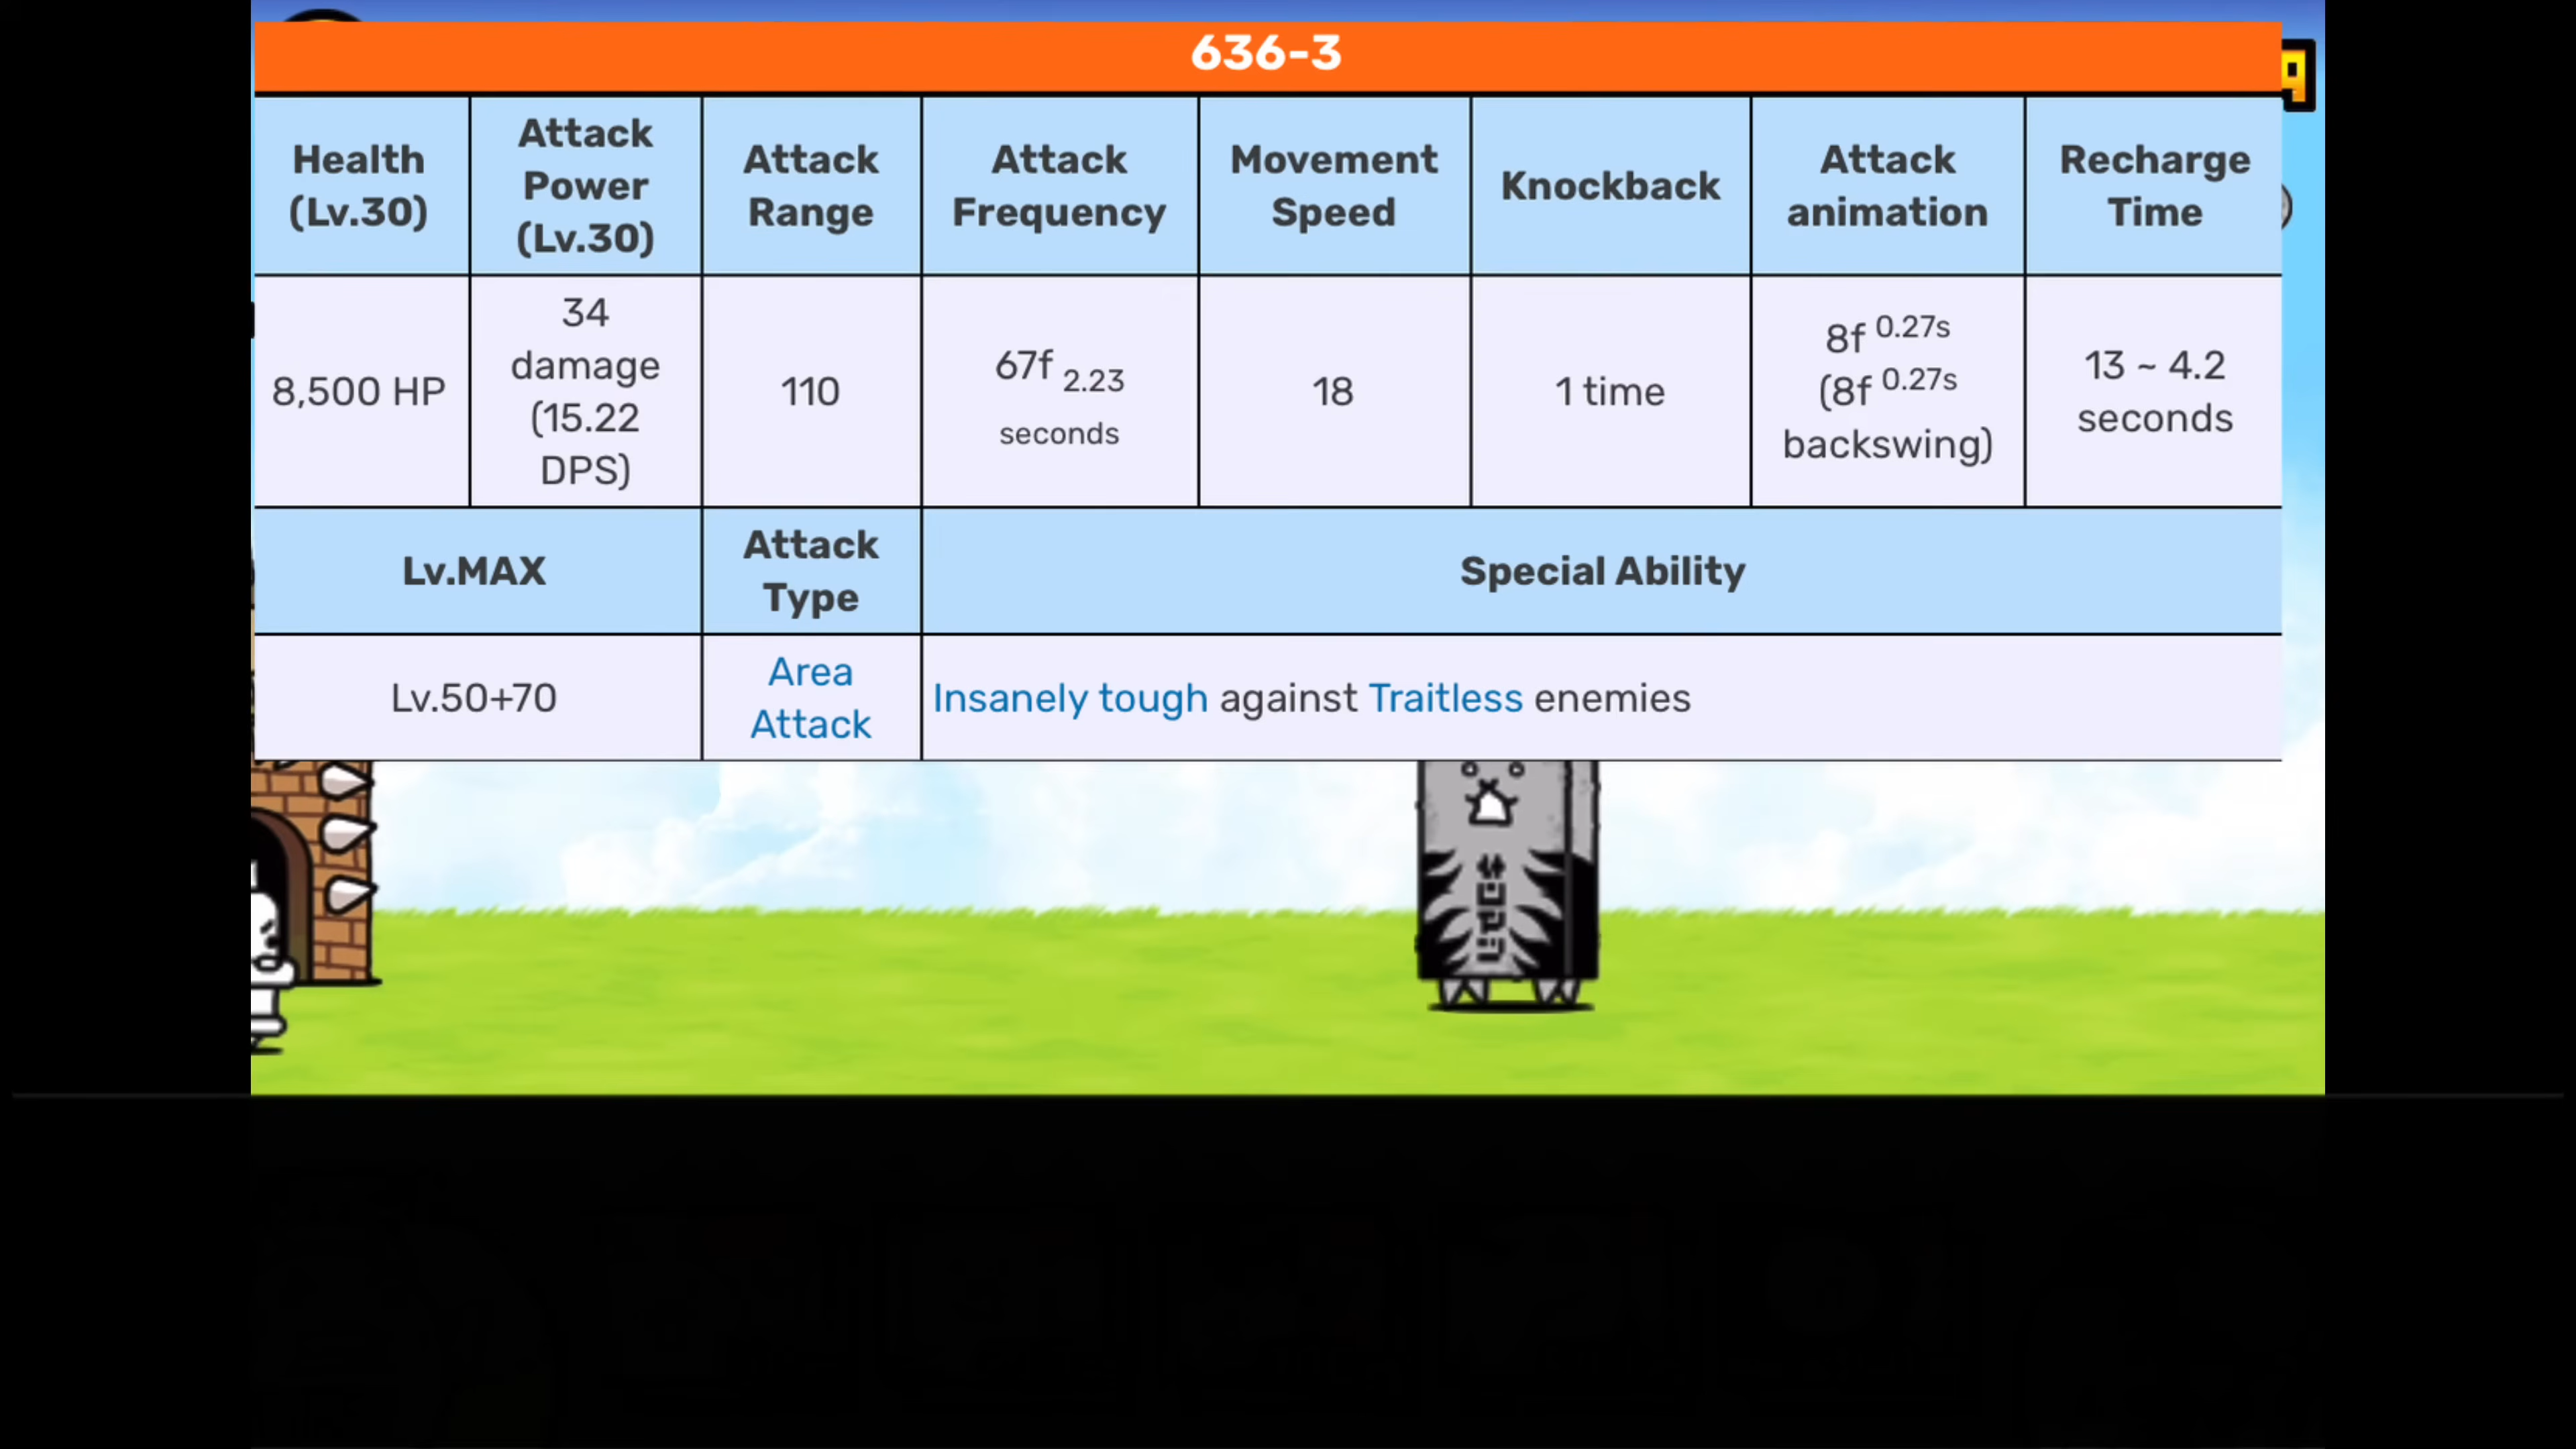 636-3
Health
(Lv.30)
Attack
Power
(Lv.30)
Attack
Range
Attack
Frequency
Movement
Speed
Knockback
Attack
animation
Recharge
Time
8,500 HP
34
damage
(15.22
DPS)
110
67f 2.23
seconds
18
1 time
8f 0.27s
(8f 0.27s
backswing)
13 ~ 4.2
seconds
Lv.MAX
Attack
Type
Special Ability
Lv.50+70
Area
Attack
Insanely tough against Traitless enemies